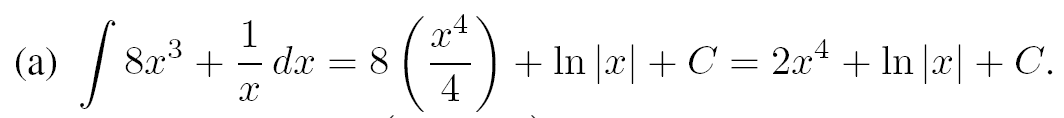 (a) ∫ 8x³ + 1/x dx = 8 (x⁴/4) + ln |x| + C = 2x⁴ + ln |x| + C.